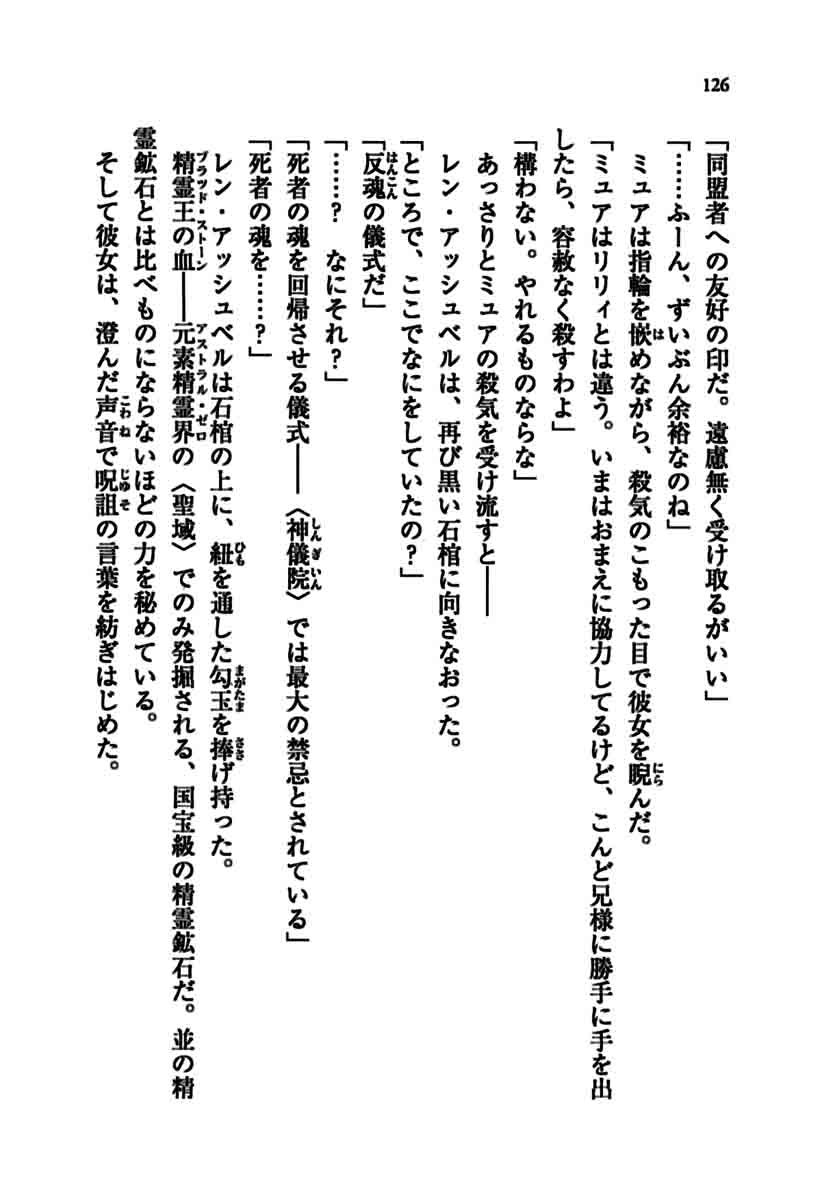 126
「同盟者への友好の印だ。遠慮無く受け取るがいい」
「……ふーん、ずいぶん余裕なのね」
ミュアは指輪を嵌めながら、殺気のこもった目で彼女を睨んだ。
「ミュアはリリィとは違う。いまはおまえに協力してるけど、こんど兄様に勝手に手を出
したら、容赦なく殺すわよ」
「構わない。やれるものならな」
あっさりとミュアの殺気を受け流すと――
レン・アッシュベルは、再び黒い石棺に向きなおった。
「ところで、ここでなにをしていたの？」
「反魂の儀式だ」
「……？　なにそれ？」
「死者の魂を回帰させる儀式――〈神儀院〉では最大の禁忌とされている」
「死者の魂を……？」
レン・アッシュベルは石棺の上に、紐を通した勾玉を捧げ持った。
精霊王の血――元素精霊界の〈聖域〉でのみ発掘される、国宝級の精霊鉱石だ。並の精
霊鉱石とは比べものにならないほどの力を秘めている。
そして彼女は、澄んだ声音で呪詛の言葉を紡ぎはじめた。